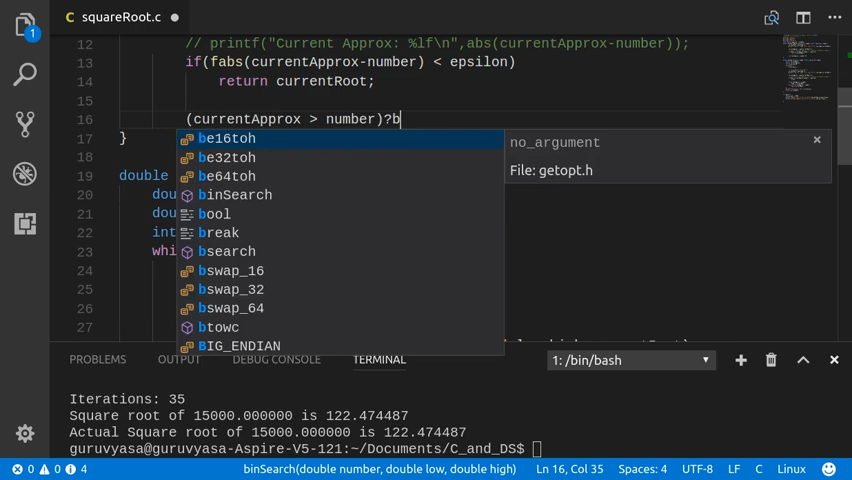 squareRoot.c
1
12 // printf("Current Approx: %lf\n",abs(currentApprox-number));
13 if(fabs(currentApprox-number) < epsilon)
14 return currentRoot;
15
16 (currentApprox > number)?b
17 }
18
19 double
20 dou
21 dou
22 int
23 whi
24
25
26
27
be16toh
be32toh
be64toh
binSearch
bool
break
bsearch
bswap_16
bswap_32
bswap_64
btowc
BIG_ENDIAN
no_argument ×
File: getopt.h
PROBLEMS OUTPUT DEBUG CONSOLE TERMINAL 1: /bin/bash
Iterations: 35
Square root of 15000.000000 is 122.474487
Actual Square root of 15000.000000 is 122.474487
guruvyasa@guruvyasa-Aspire-V5-121:~/Documents/C_and_DS$
0 0 4 binSearch(double number, double low, double high) Ln 16, Col 35 Spaces: 4 UTF-8 LF C Linux